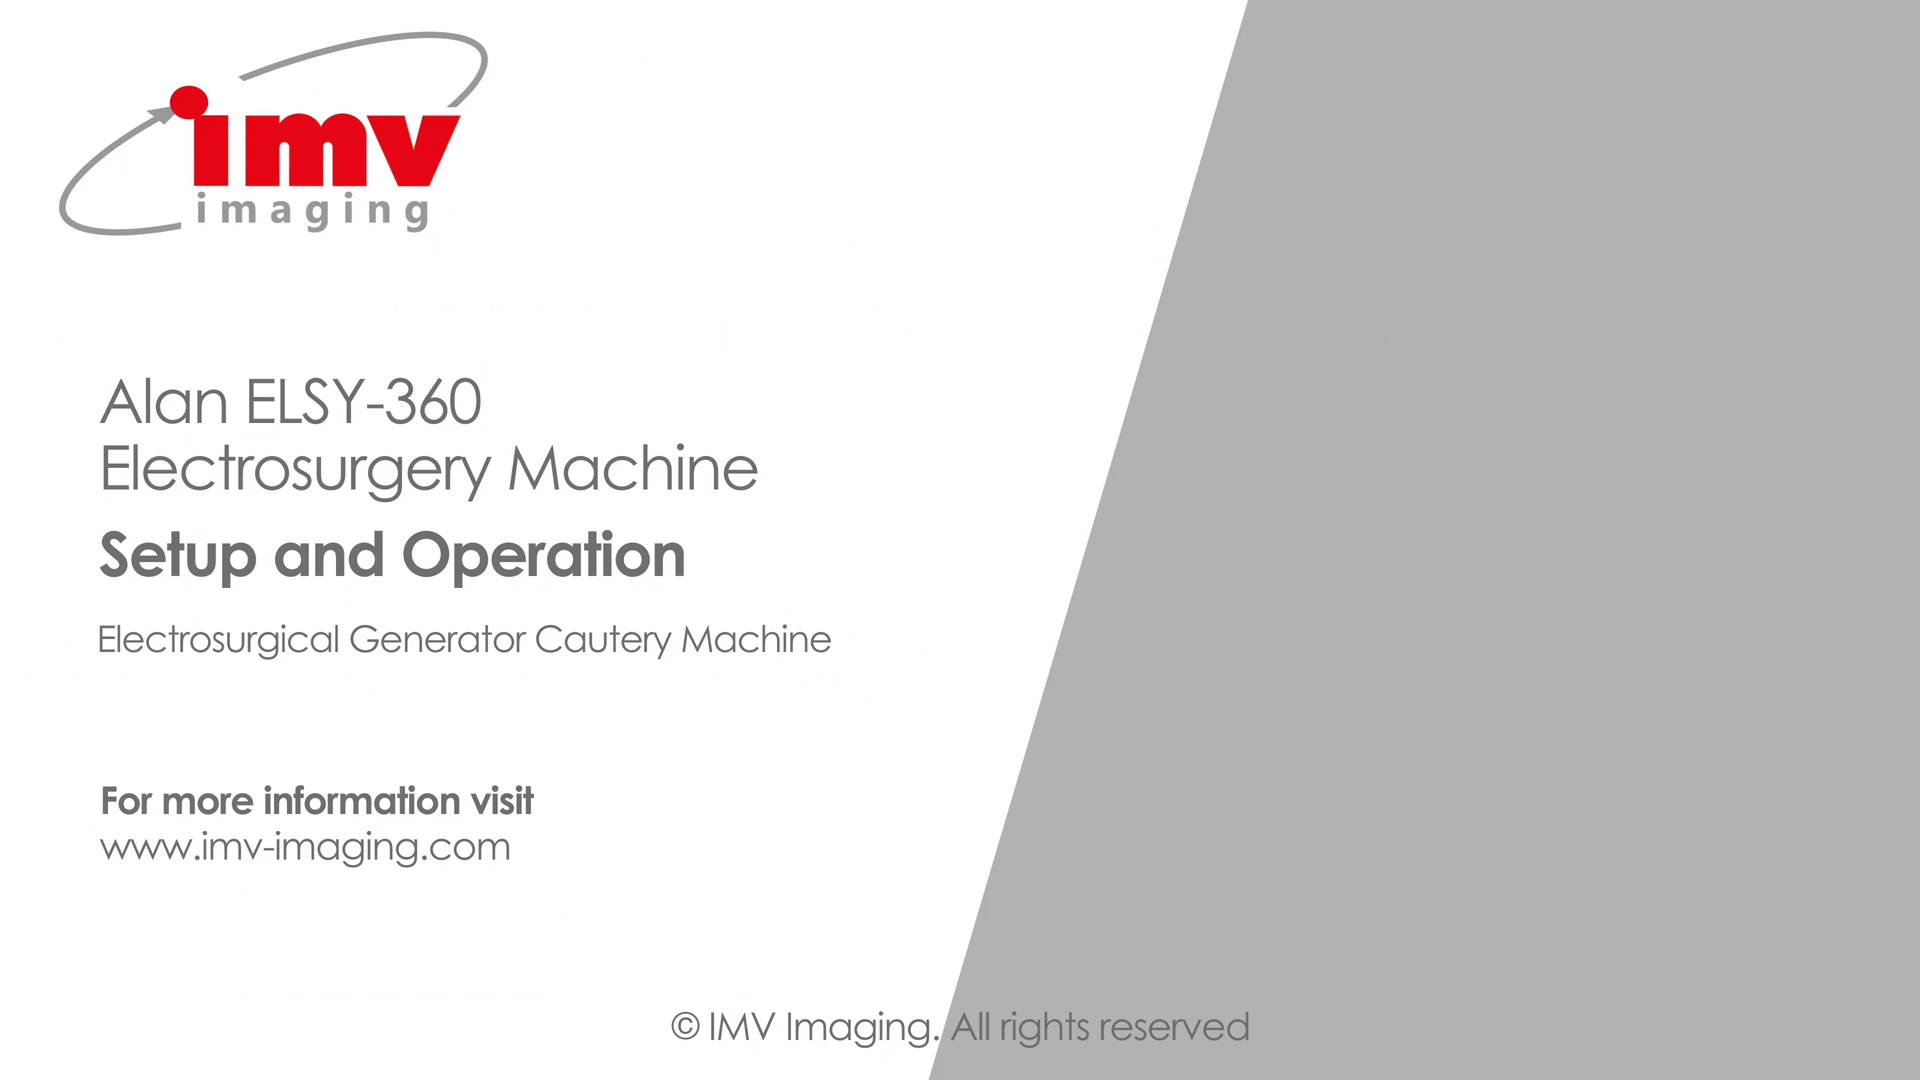 imv
imaging
Alan ELSY-360
Electrosurgery Machine
Setup and Operation
Electrosurgical Generator Cautery Machine
For more information visit
www.imv-imaging.com
© IMV Imaging. All rights reserved